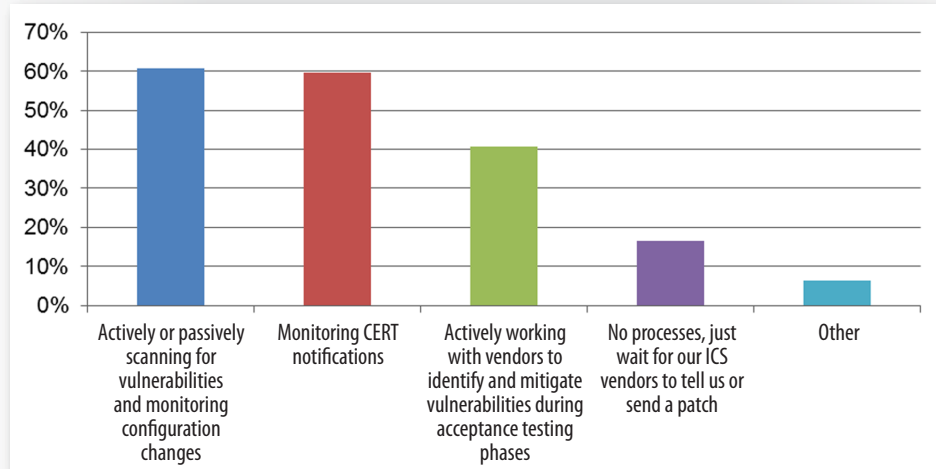 70%
60%
50%
40%
30%
20%
10%
0%
Actively or passively
scanning for
vulnerabilities
and monitoring
configuration
changes
Monitoring CERT
notifications
Actively working
with vendors to
identify and mitigate
vulnerabilities during
acceptance testing
phases
No processes, just
wait for our ICS
vendors to tell us or
send a patch
Other